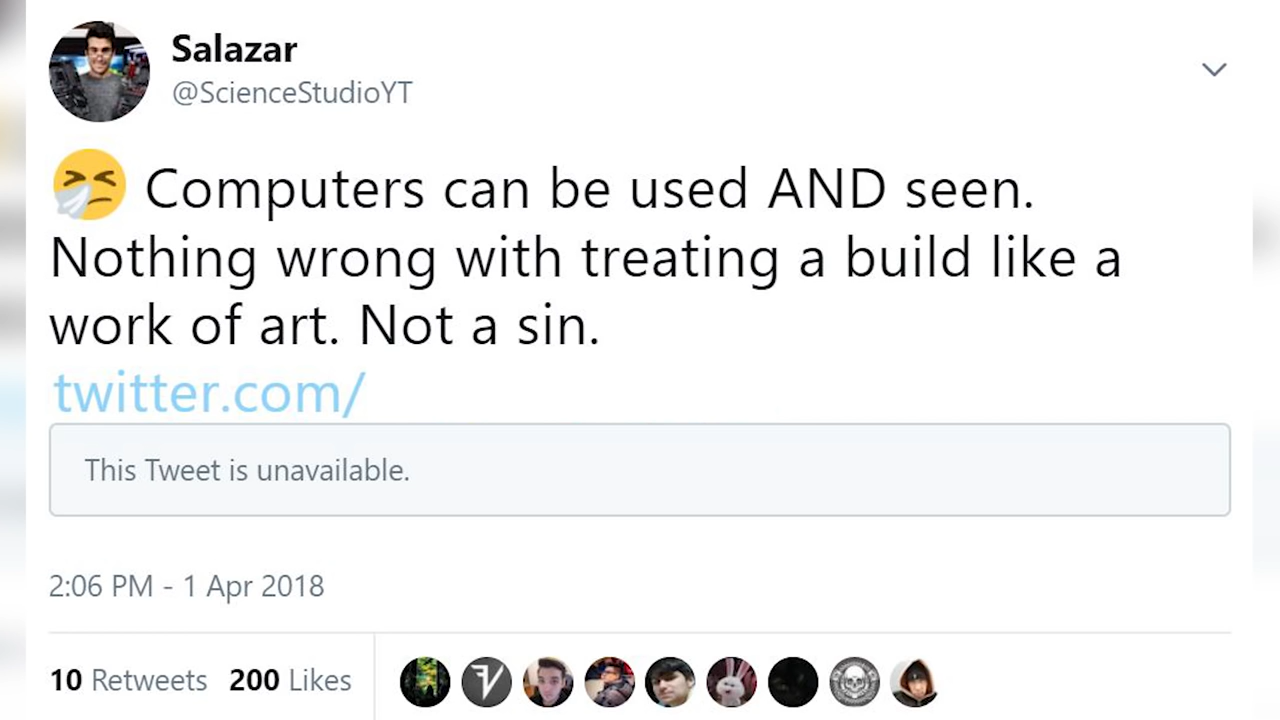 Salazar
@ScienceStudioYT
🤧 Computers can be used AND seen.
Nothing wrong with treating a build like a
work of art. Not a sin.
twitter.com/
This Tweet is unavailable.
2:06 PM - 1 Apr 2018
10 Retweets 200 Likes